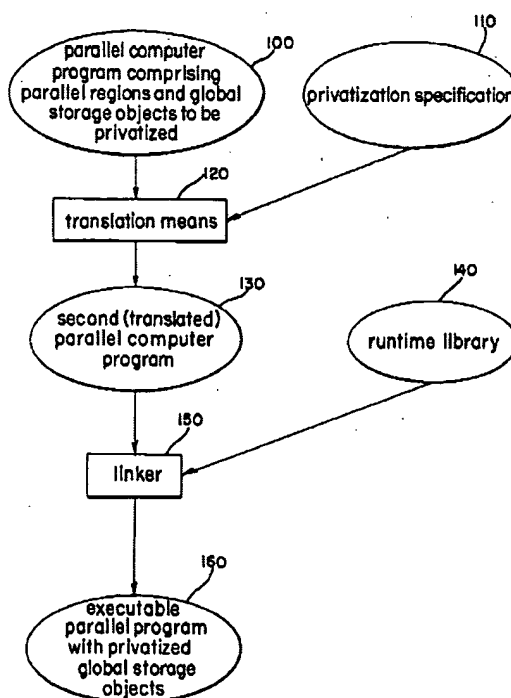 100
parallel computer
program comprising
parallel regions and global
storage objects to be
privatized
110
privatization specification
120
translation means
130
second (translated)
parallel computer
program
140
runtime library
150
linker
160
executable
parallel program
with privatized
global storage
objects